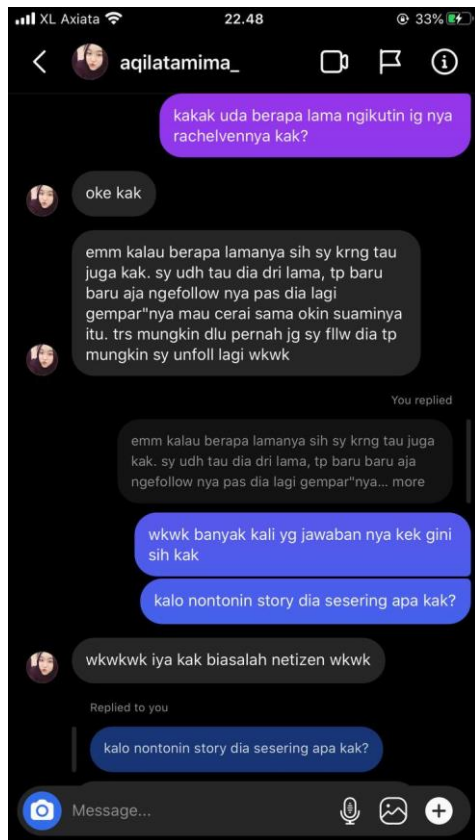 XL Axiata
22.48
33%
aqilatamima_
kakak uda berapa lama ngikutin ig nya
rachelvennya kak?
oke kak
emm kalau berapa lamanya sih sy krng tau
juga kak. sy udh tau dia dri lama, tp baru
baru aja ngefollow nya pas dia lagi
gempar"nya mau cerai sama okin suaminya
itu. trs mungkin dlu pernah jg sy fllw dia tp
mungkin sy unfoll lagi wkwk
You replied
emm kalau berapa lamanya sih sy krng tau juga
kak. sy udh tau dia dri lama, tp baru baru aja
ngefollow nya pas dia lagi gempar"nya... more
wkwk banyak kali yg jawaban nya kek gini
sih kak
kalo nontonin story dia sesering apa kak?
wkwkwk iya kak biasalah netizen wkwk
Replied to you
kalo nontonin story dia sesering apa kak?
Message...